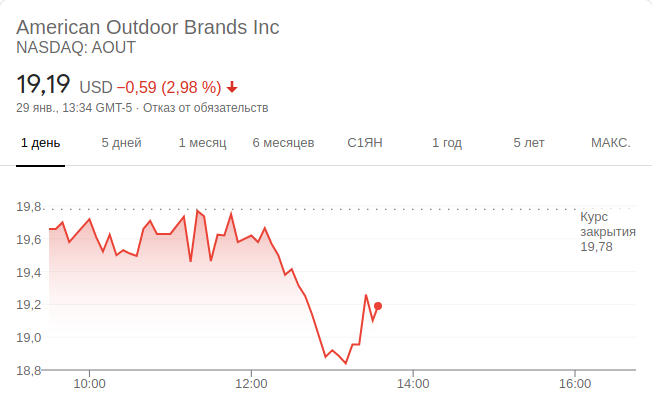 American Outdoor Brands Inc
NASDAQ: AOUT
19,19 USD −0,59 (2,98 %)
29 янв., 13:34 GMT-5 · Отказ от обязательств
1 день 5 дней 1 месяц 6 месяцев С1ЯН 1 год 5 лет МАКС.
19,8
Курс
закрытия
19,78
19,6
19,4
19,2
19,0
18,8
10:00 12:00 14:00 16:00